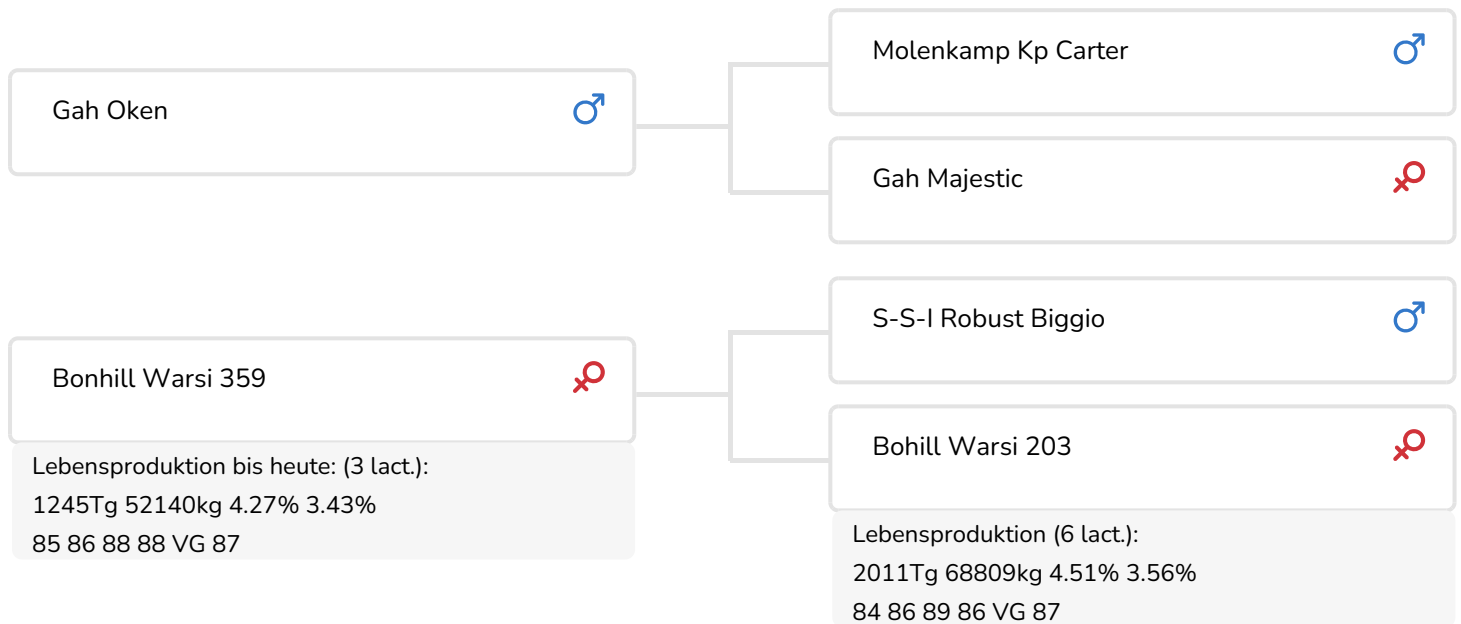 Molenkamp Kp Carter
Gah Oken
Gah Majestic
S-S-I Robust Biggio
Bonhill Warsi 359
Lebensproduktion bis heute: (3 lact.):
1245Tg 52140kg 4.27% 3.43%
85 86 88 88 VG 87
Bohill Warsi 203
Lebensproduktion (6 lact.):
2011Tg 68809kg 4.51% 3.56%
84 86 89 86 VG 87